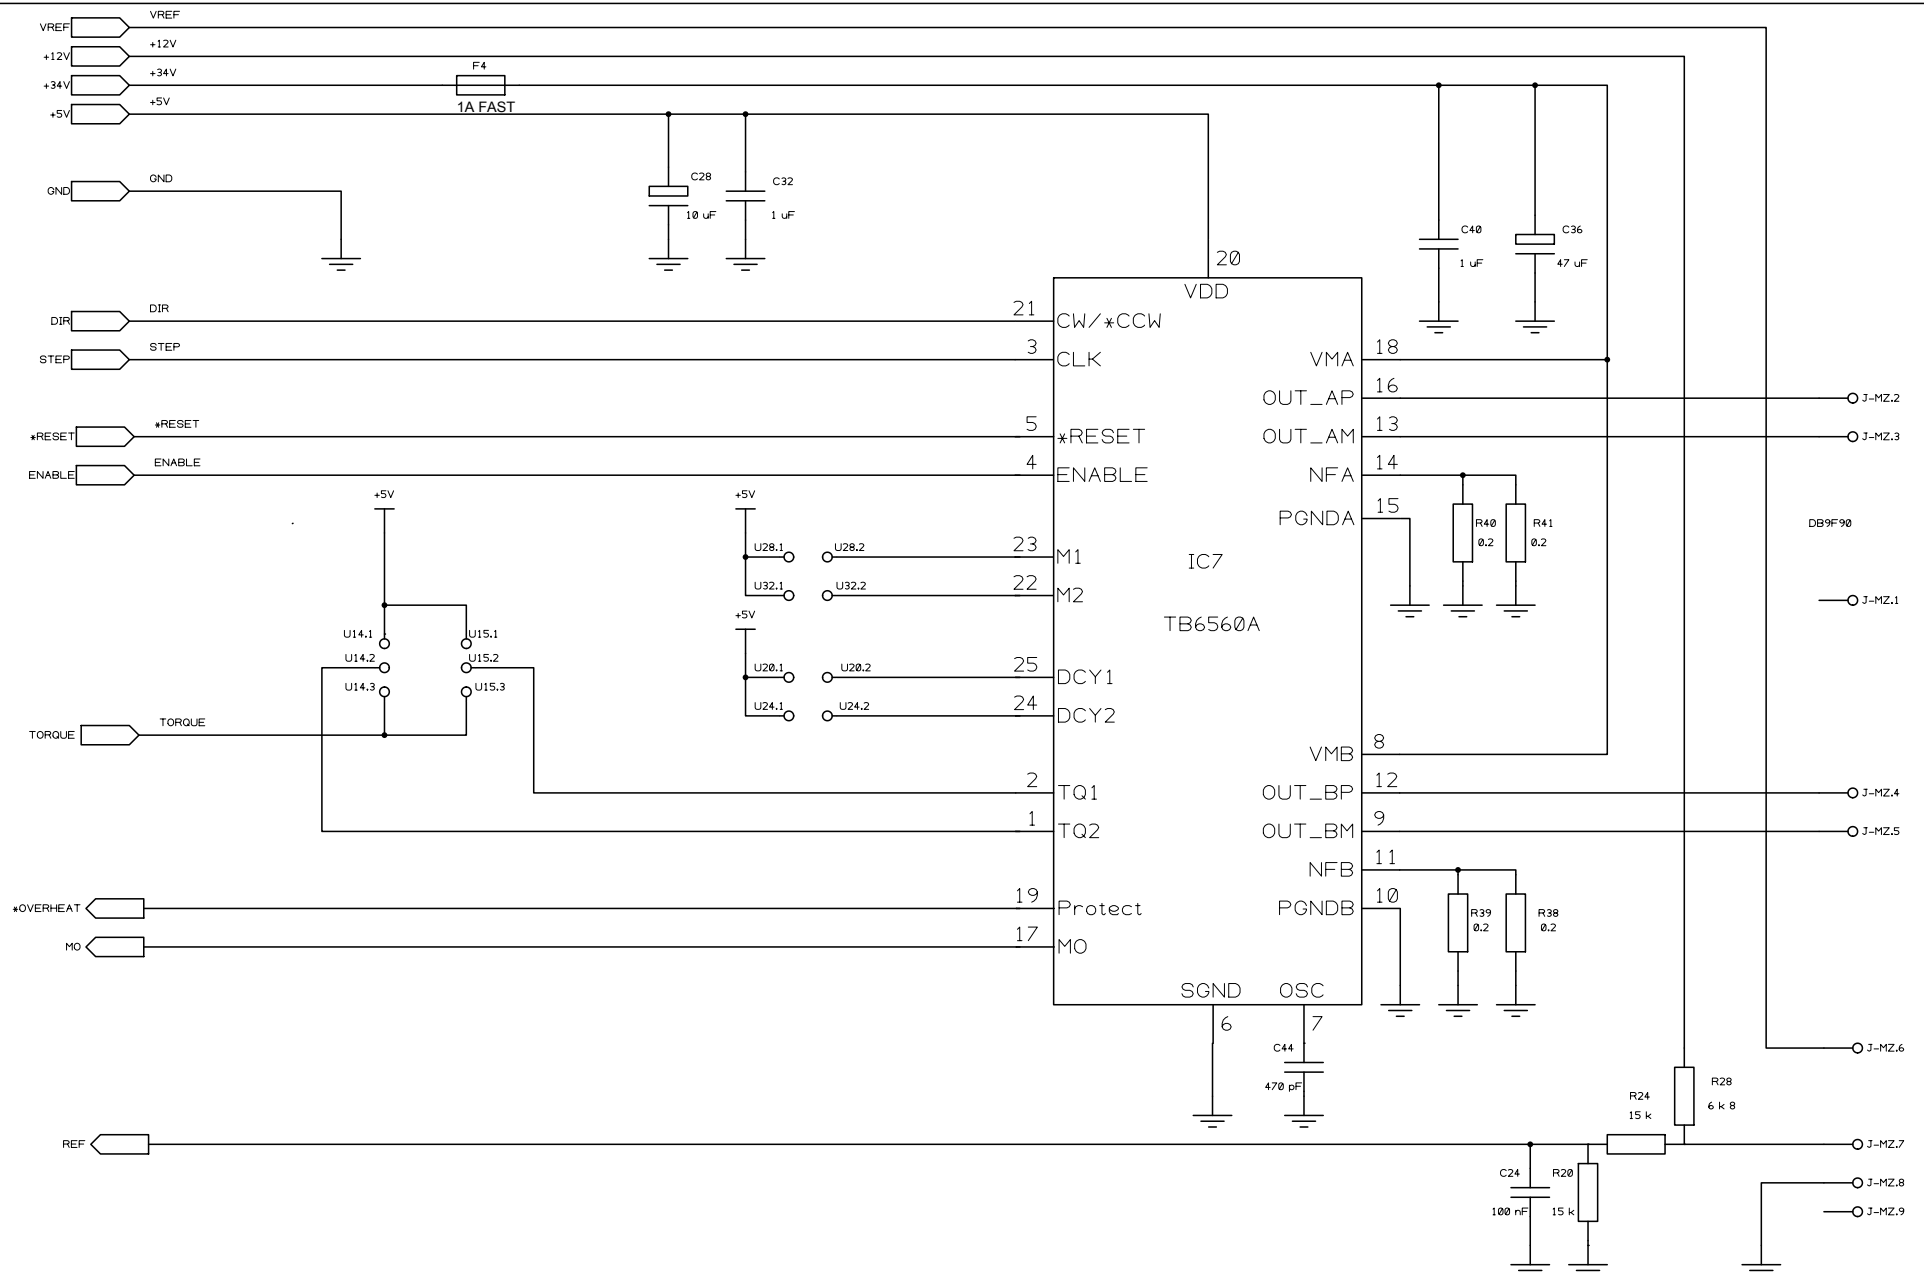 VREF VREF
+12V +12V
+34V +34V
F4
1A FAST
+5V +5V
GND GND
C28
10 uF
C32
1 uF
C40
1 uF
C36
47 uF
20
VDD
DIR DIR
21 CW/*CCW
STEP STEP
3 CLK
VMA 18
OUT_AP 16
J-MZ.2
*RESET *RESET
5 *RESET
OUT_AM 13
J-MZ.3
ENABLE ENABLE
4 ENABLE
NFA 14
+5V
+5V
PGNDA 15
R40
0.2
R41
0.2
DB9F90
U28.1 U28.2
23 M1
IC7
U32.1 U32.2
22 M2
J-MZ.1
+5V
TB6560A
U14.1 U15.1
U14.2 U15.2
U14.3 U15.3
U20.1 U20.2
25 DCY1
U24.1 U24.2
24 DCY2
TORQUE TORQUE
VMB 8
2 TQ1
OUT_BP 12
J-MZ.4
1 TQ2
OUT_BM 9
J-MZ.5
NFB 11
*OVERHEAT
19 Protect
PGNDB 10
R39
0.2
R38
0.2
MO
17 MO
SGND OSC
6 7
C44
470 pF
J-MZ.6
R28
6 k 8
R24
15 k
REF
J-MZ.7
C24
100 nF
R20
15 k
J-MZ.8
J-MZ.9